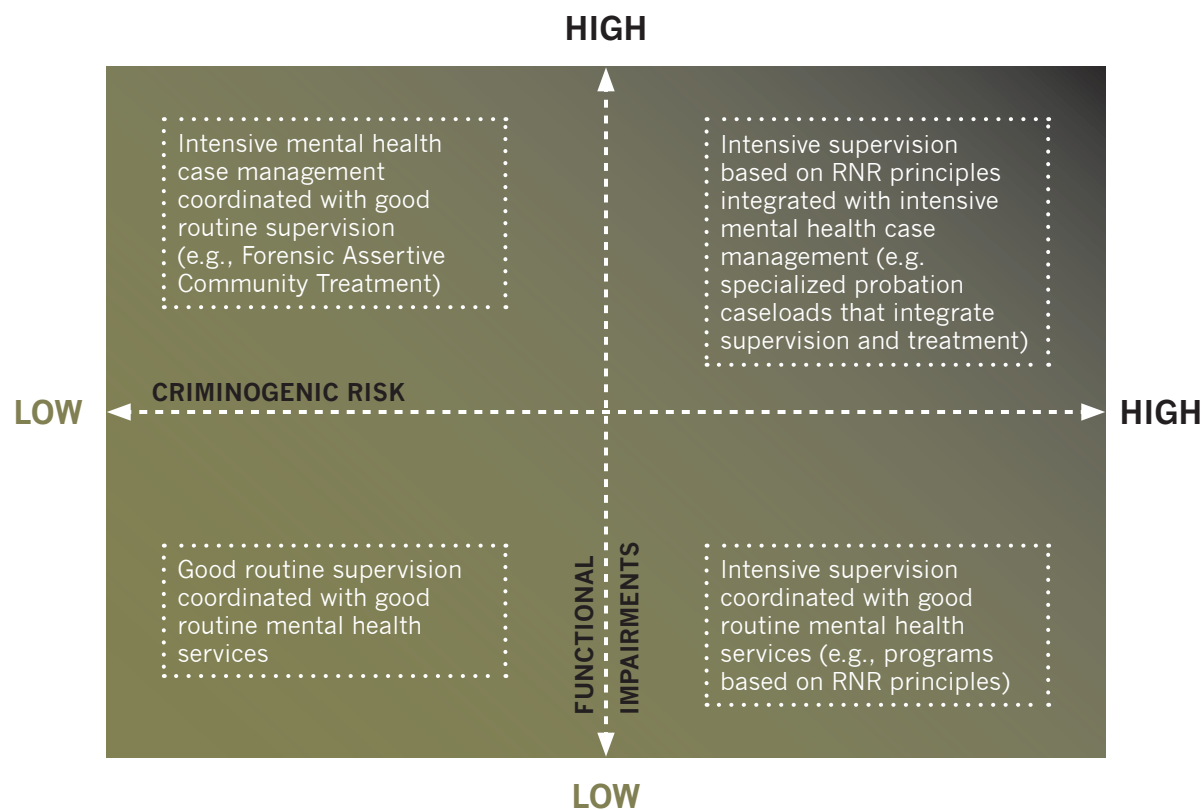 HIGH
Intensive mental health
case management
coordinated with good
routine supervision
(e.g., Forensic Assertive
Community Treatment)
Intensive supervision
based on RNR principles
integrated with intensive
mental health case
management (e.g.
specialized probation
caseloads that integrate
supervision and treatment)
CRIMINOGENIC RISK
LOW
HIGH
Good routine supervision
coordinated with good
routine mental health
services
FUNCTIONAL
IMPAIRMENTS
Intensive supervision
coordinated with good
routine mental health
services (e.g., programs
based on RNR principles)
LOW